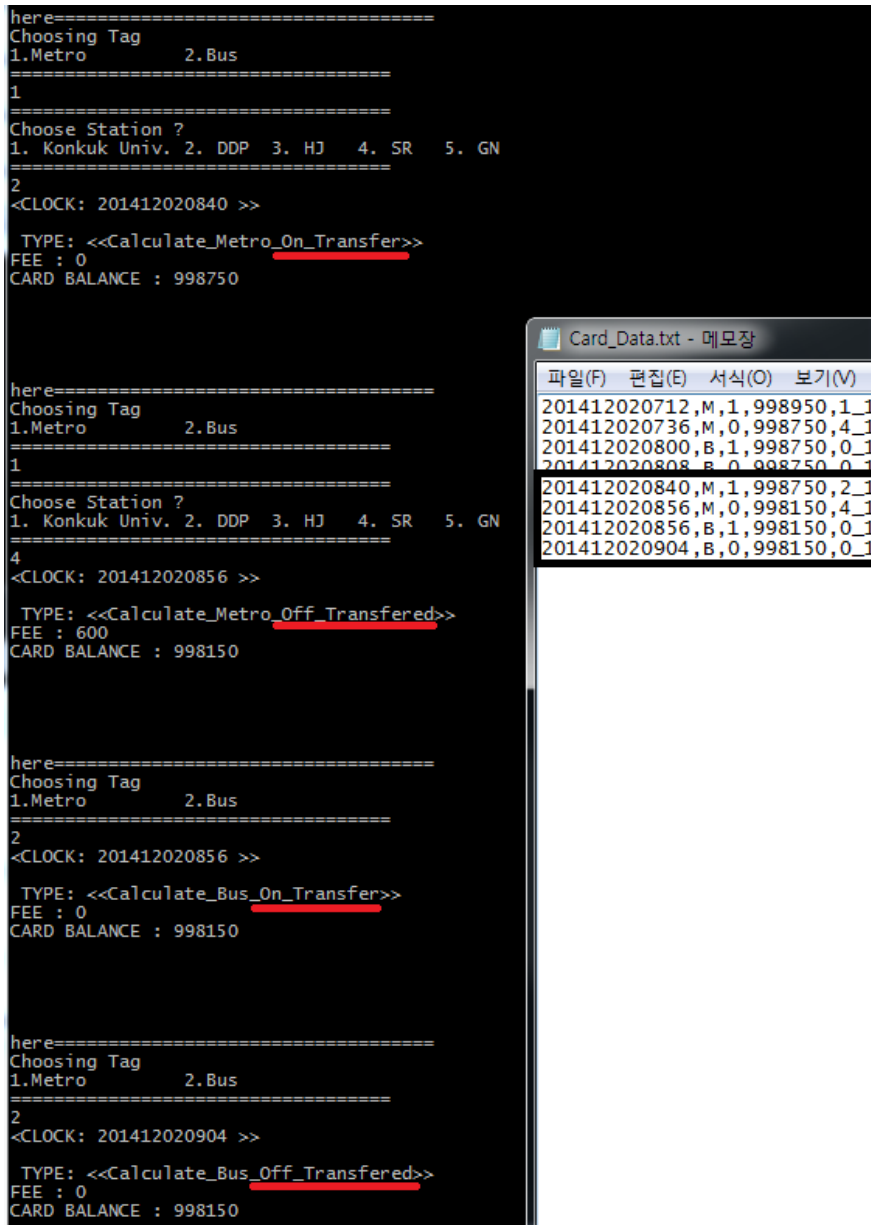 here===================================
Choosing Tag
1.Metro 2.Bus
===================================
1
===================================
Choose Station ?
1. Konkuk Univ. 2. DDP 3. HJ 4. SR 5. GN
===================================
2
<CLOCK: 201412020840 >>
TYPE: <<Calculate_Metro_On_Transfer>>
FEE : 0
CARD BALANCE : 998750
here===================================
Choosing Tag
1.Metro 2.Bus
===================================
1
===================================
Choose Station ?
1. Konkuk Univ. 2. DDP 3. HJ 4. SR 5. GN
===================================
4
<CLOCK: 201412020856 >>
TYPE: <<Calculate_Metro_Off_Transfered>>
FEE : 600
CARD BALANCE : 998150
here===================================
Choosing Tag
1.Metro 2.Bus
===================================
2
<CLOCK: 201412020856 >>
TYPE: <<Calculate_Bus_On_Transfer>>
FEE : 0
CARD BALANCE : 998150
here===================================
Choosing Tag
1.Metro 2.Bus
===================================
2
<CLOCK: 201412020904 >>
TYPE: <<Calculate_Bus_Off_Transfered>>
FEE : 0
CARD BALANCE : 998150
Card_Data.txt - 메모장
파일(F) 편집(E) 서식(O) 보기(V)
201412020712,M,1,998950,1_1
201412020736,M,0,998750,4_1
201412020800,B,1,998750,0_1
201412020808,B,0,998750,0_1
201412020840,M,1,998750,2_1
201412020856,M,0,998150,4_1
201412020856,B,1,998150,0_1
201412020904,B,0,998150,0_1